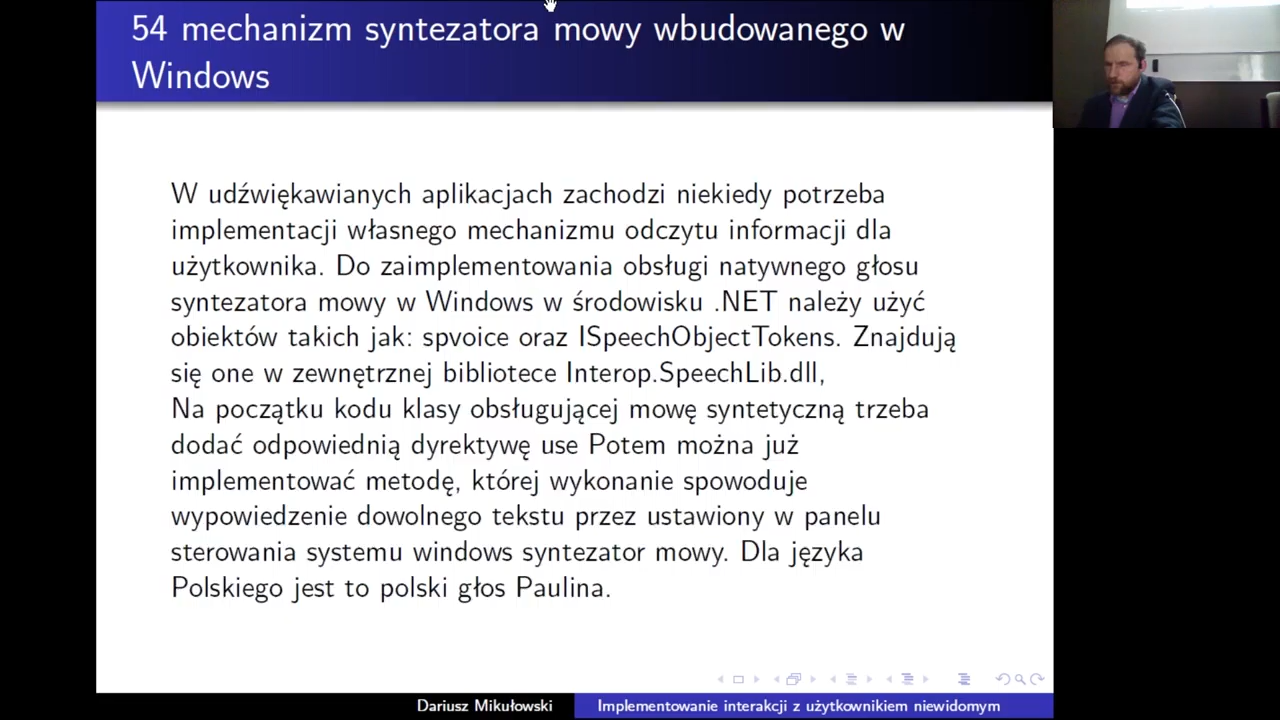 54 mechanizm syntezatora mowy wbudowanego w
Windows
W udźwiękawianych aplikacjach zachodzi niekiedy potrzeba
implementacji własnego mechanizmu odczytu informacji dla
użytkownika. Do zaimplementowania obsługi natywnego głosu
syntezatora mowy w Windows w środowisku .NET należy użyć
obiektów takich jak: spvoice oraz ISpeechObjectTokens. Znajdują
się one w zewnętrznej bibliotece Interop.SpeechLib.dll,
Na początku kodu klasy obsługującej mowę syntetyczną trzeba
dodać odpowiednią dyrektywę use Potem można już
implementować metodę, której wykonanie spowoduje
wypowiedzenie dowolnego tekstu przez ustawiony w panelu
sterowania systemu windows syntezator mowy. Dla języka
Polskiego jest to polski głos Paulina.
Dariusz Mikułowski
Implementowanie interakcji z użytkownikiem niewidomym